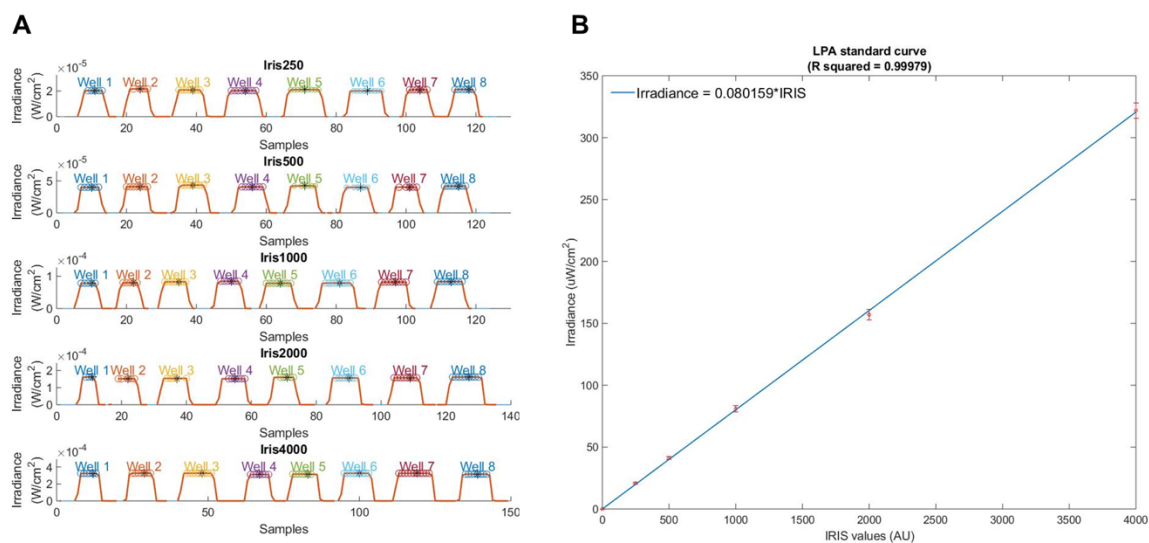 A
Iris250
×10⁻⁵
Well 1 Well 2 Well 3 Well 4 Well 5 Well 6 Well 7 Well 8
Irradiance
(W/cm²)
2
0
0 20 40 60 80 100 120
Samples
Iris500
×10⁻⁵
Well 1 Well 2 Well 3 Well 4 Well 5 Well 6 Well 7 Well 8
Irradiance
(W/cm²)
5
0
0 20 40 60 80 100 120
Samples
Iris1000
×10⁻⁴
Well 1 Well 2 Well 3 Well 4 Well 5 Well 6 Well 7 Well 8
Irradiance
(W/cm²)
1
0
0 20 40 60 80 100 120
Samples
Iris2000
×10⁻⁴
Well 1 Well 2 Well 3 Well 4 Well 5 Well 6 Well 7 Well 8
Irradiance
(W/cm²)
2
1
0
0 20 40 60 80 100 120 140
Samples
Iris4000
×10⁻⁴
Well 1 Well 2 Well 3 Well 4 Well 5 Well 6 Well 7 Well 8
Irradiance
(W/cm²)
4
2
0
50 100 150
Samples
B
LPA standard curve
(R squared = 0.99979)
Irradiance = 0.080159*IRIS
Irradiance (uW/cm²)
350
300
250
200
150
100
50
0
0 500 1000 1500 2000 2500 3000 3500 4000
IRIS values (AU)